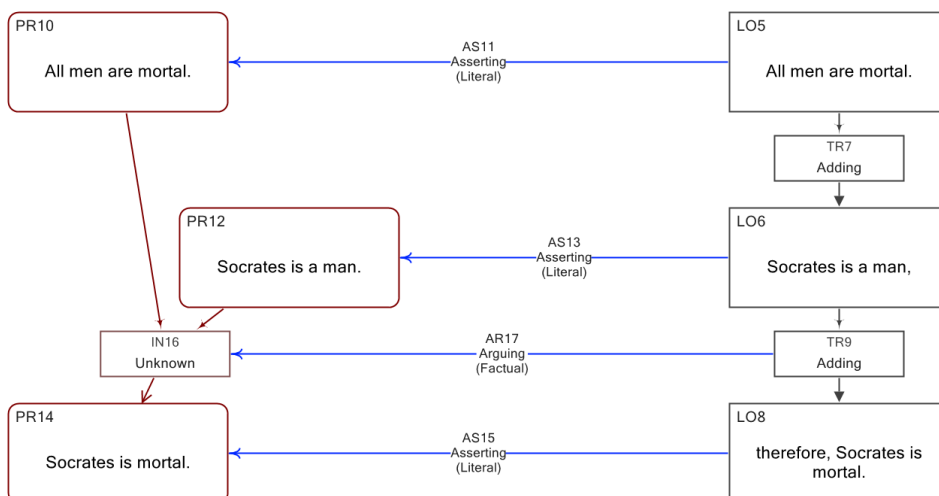 PR10
All men are mortal.
AS11
Asserting
(Literal)
LO5
All men are mortal.
TR7
Adding
PR12
Socrates is a man.
AS13
Asserting
(Literal)
LO6
Socrates is a man,
IN16
Unknown
AR17
Arguing
(Factual)
TR9
Adding
PR14
Socrates is mortal.
AS15
Asserting
(Literal)
LO8
therefore, Socrates is
mortal.